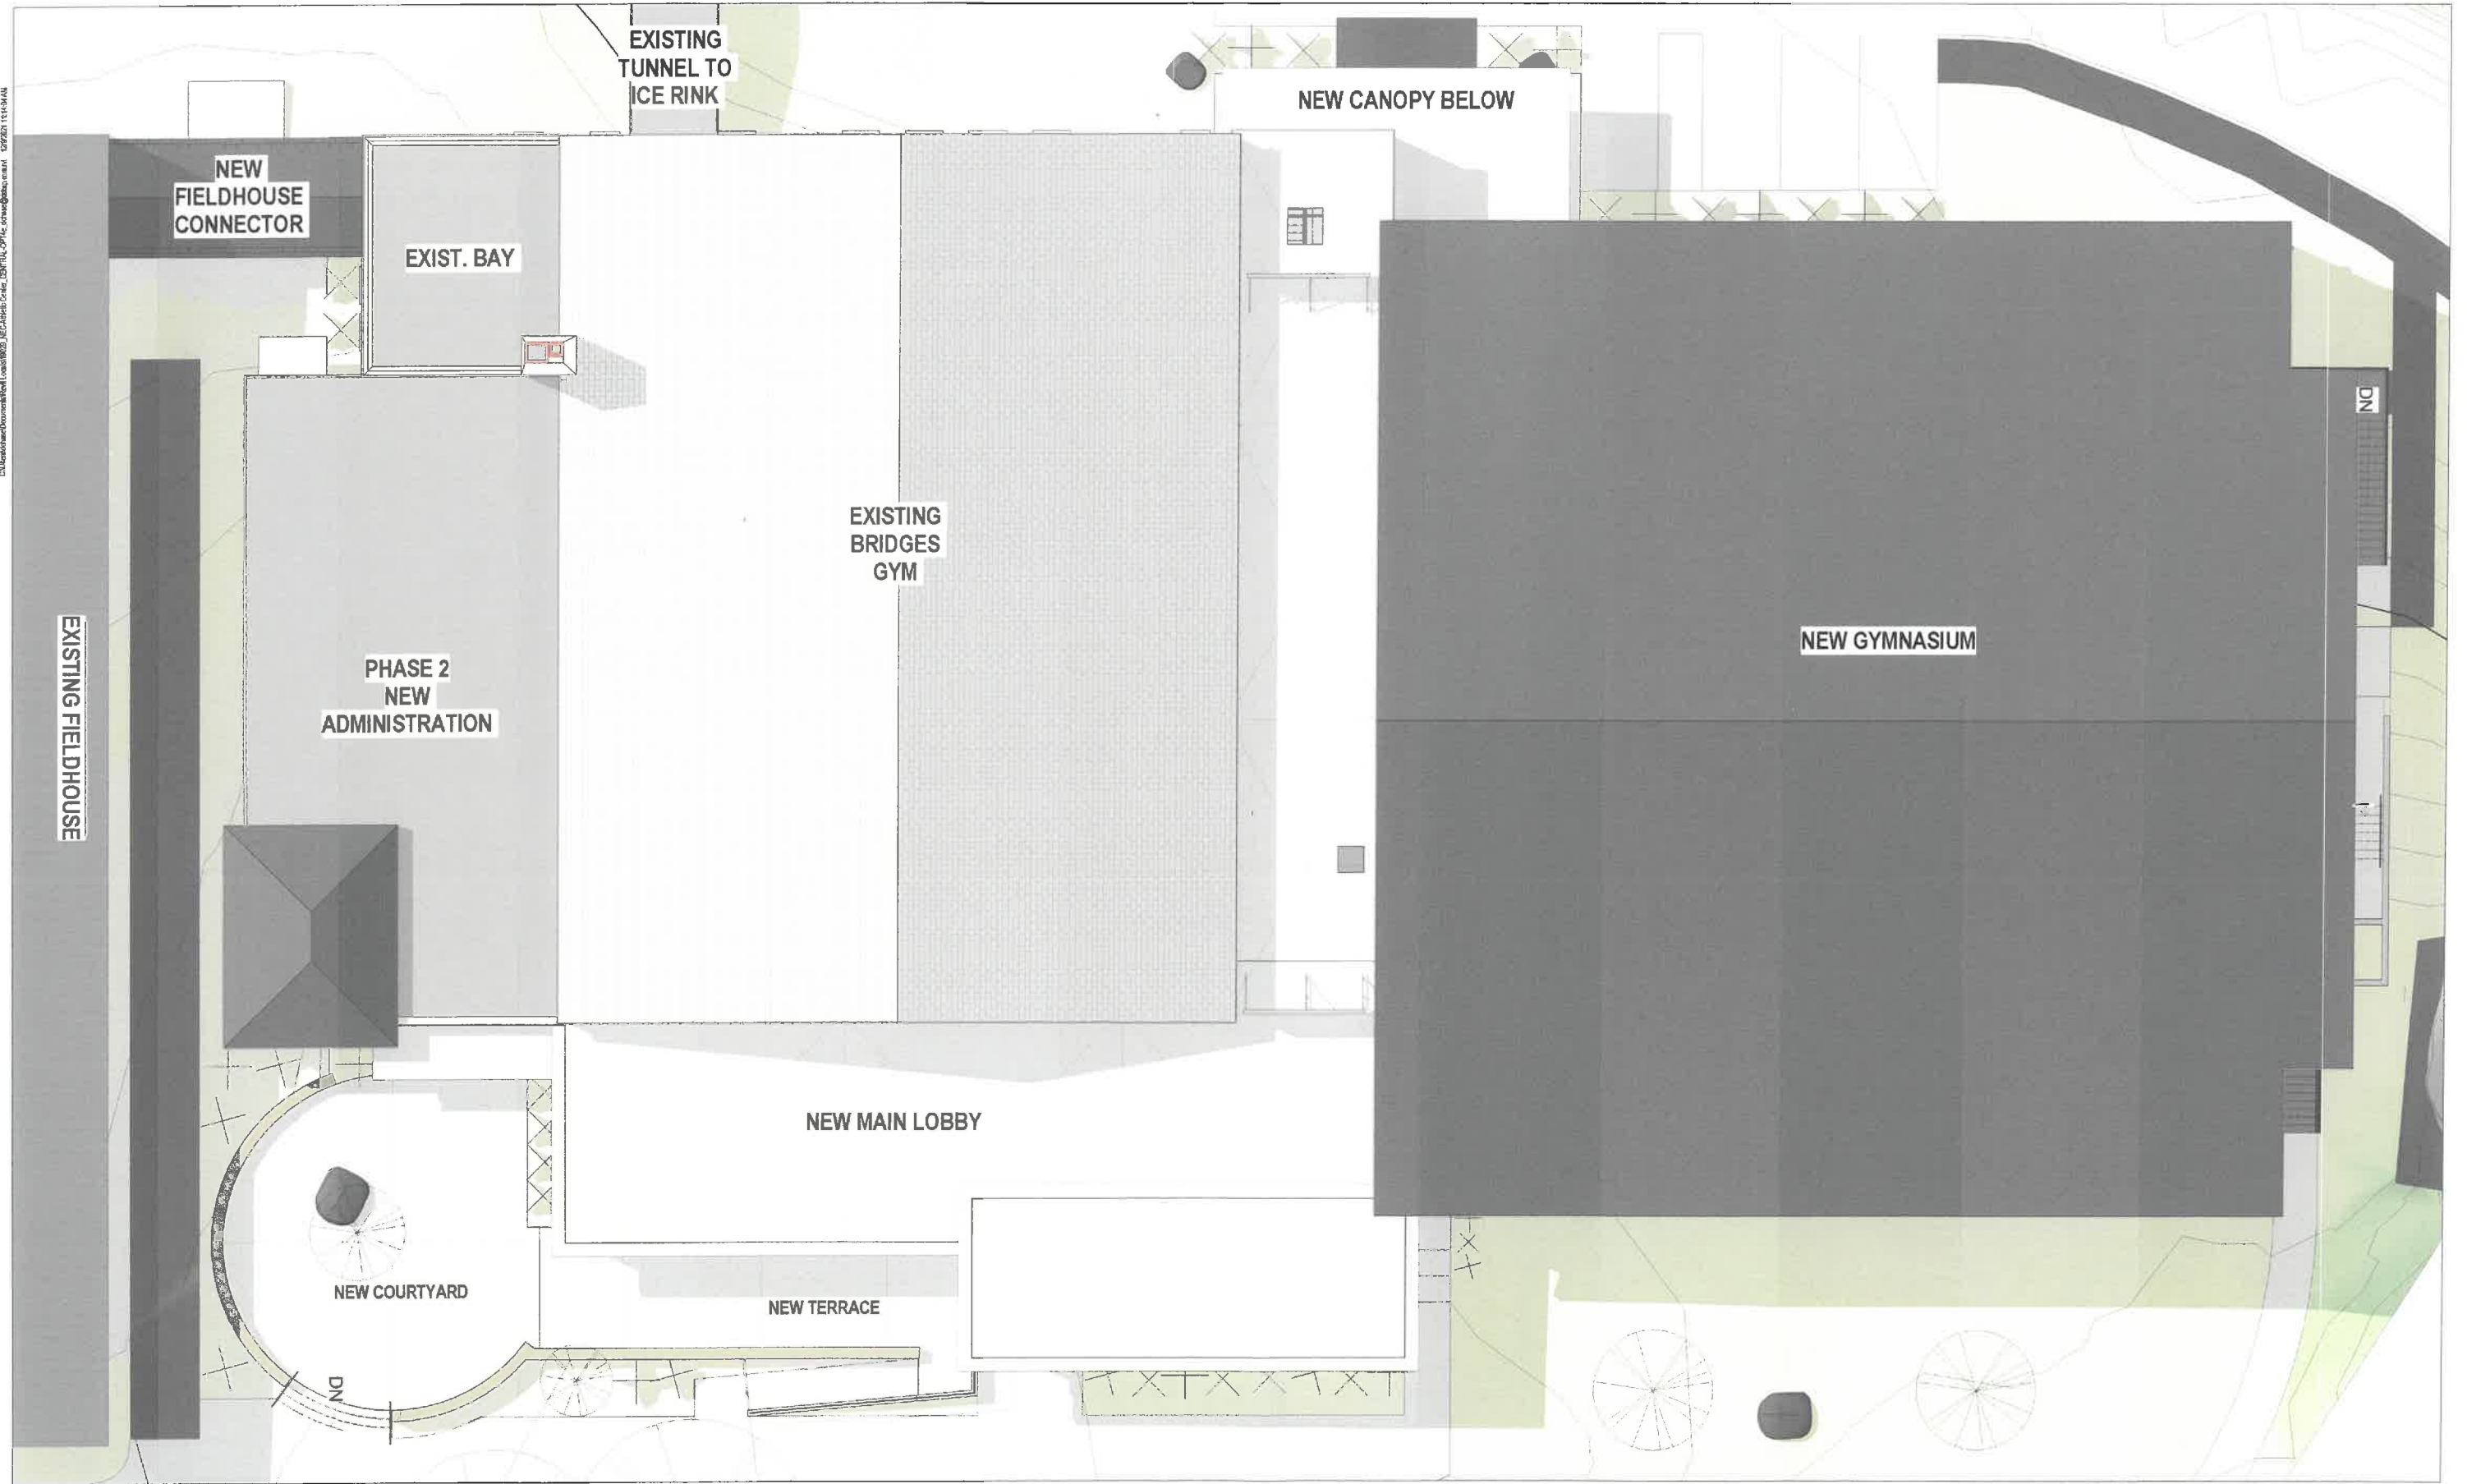 EXISTING
TUNNEL TO
ICE RINK
NEW CANOPY BELOW
NEW
FIELDHOUSE
CONNECTOR
EXIST. BAY
DN
EXISTING
BRIDGES
GYM
EXISTING FIELDHOUSE
NEW GYMNASIUM
PHASE 2
NEW
ADMINISTRATION
NEW MAIN LOBBY
NEW COURTYARD
NEW TERRACE
DN